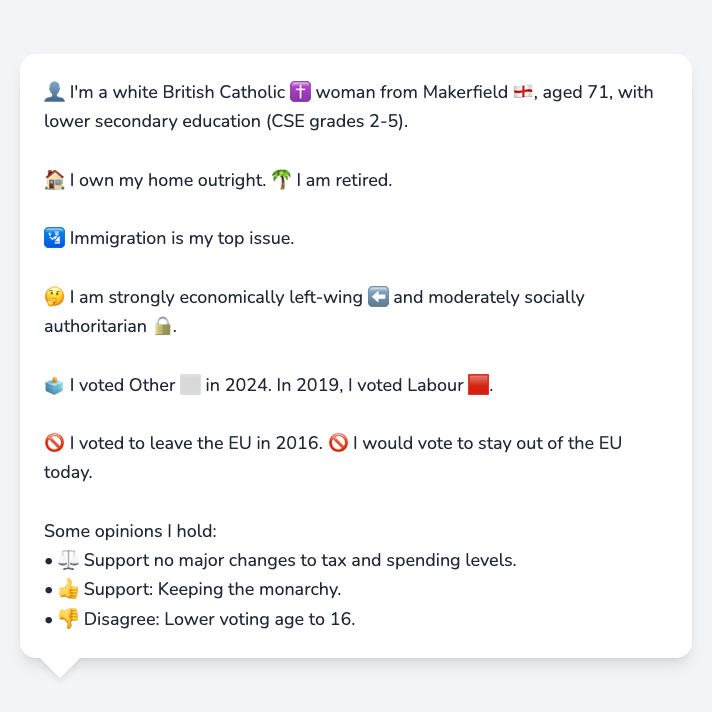 👤 I'm a white British Catholic ✝️ woman from Makerfield 🏴󠁧󠁢󠁥󠁮󠁧󠁿, aged 71, with
lower secondary education (CSE grades 2-5).
🏠 I own my home outright. 🌴 I am retired.
🛂 Immigration is my top issue.
🤔 I am strongly economically left-wing ⬅️ and moderately socially
authoritarian 🔒.
🗳️ I voted Other ⬜ in 2024. In 2019, I voted Labour 🟥.
🚫 I voted to leave the EU in 2016. 🚫 I would vote to stay out of the EU
today.
Some opinions I hold:
• ⚖️ Support no major changes to tax and spending levels.
• 👍 Support: Keeping the monarchy.
• 👎 Disagree: Lower voting age to 16.